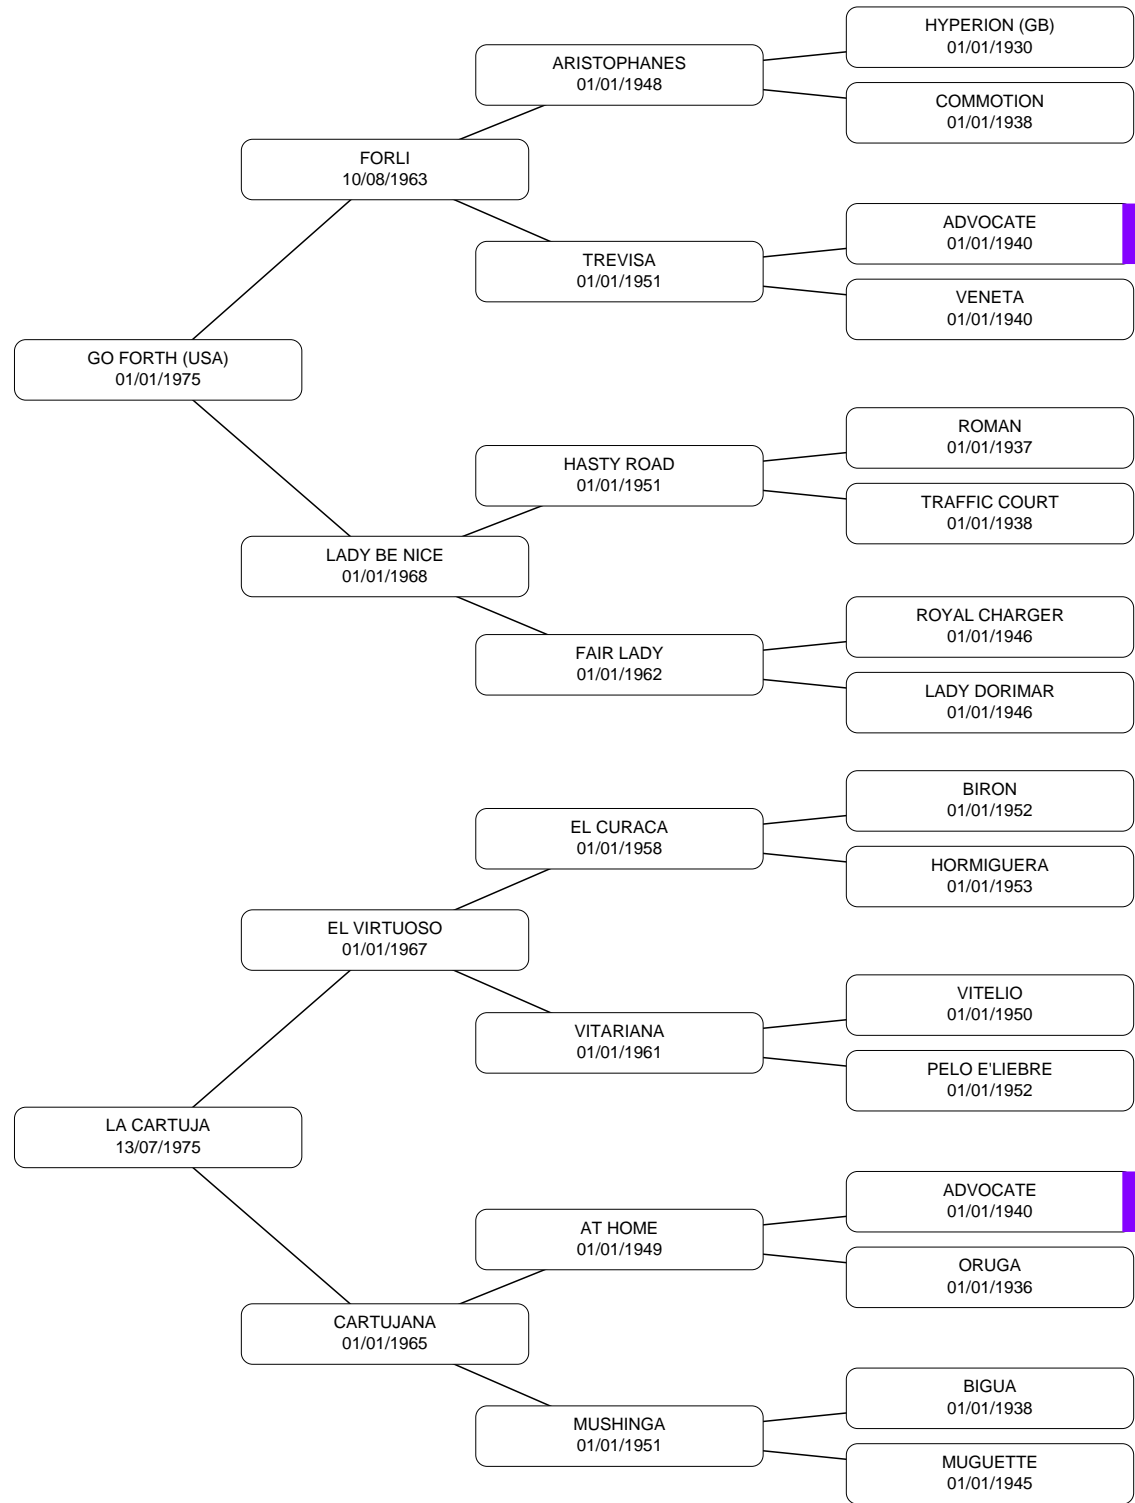 HYPERION (GB)
01/01/1930
ARISTOPHANES
01/01/1948
COMMOTION
01/01/1938
FORLI
10/08/1963
ADVOCATE
01/01/1940
TREVISA
01/01/1951
VENETA
01/01/1940
GO FORTH (USA)
01/01/1975
ROMAN
01/01/1937
HASTY ROAD
01/01/1951
TRAFFIC COURT
01/01/1938
LADY BE NICE
01/01/1968
ROYAL CHARGER
01/01/1946
FAIR LADY
01/01/1962
LADY DORIMAR
01/01/1946
BIRON
01/01/1952
EL CURACA
01/01/1958
HORMIGUERA
01/01/1953
EL VIRTUOSO
01/01/1967
VITELIO
01/01/1950
VITARIANA
01/01/1961
PELO E'LIEBRE
01/01/1952
LA CARTUJA
13/07/1975
ADVOCATE
01/01/1940
AT HOME
01/01/1949
ORUGA
01/01/1936
CARTUJANA
01/01/1965
BIGUA
01/01/1938
MUSHINGA
01/01/1951
MUGUETTE
01/01/1945